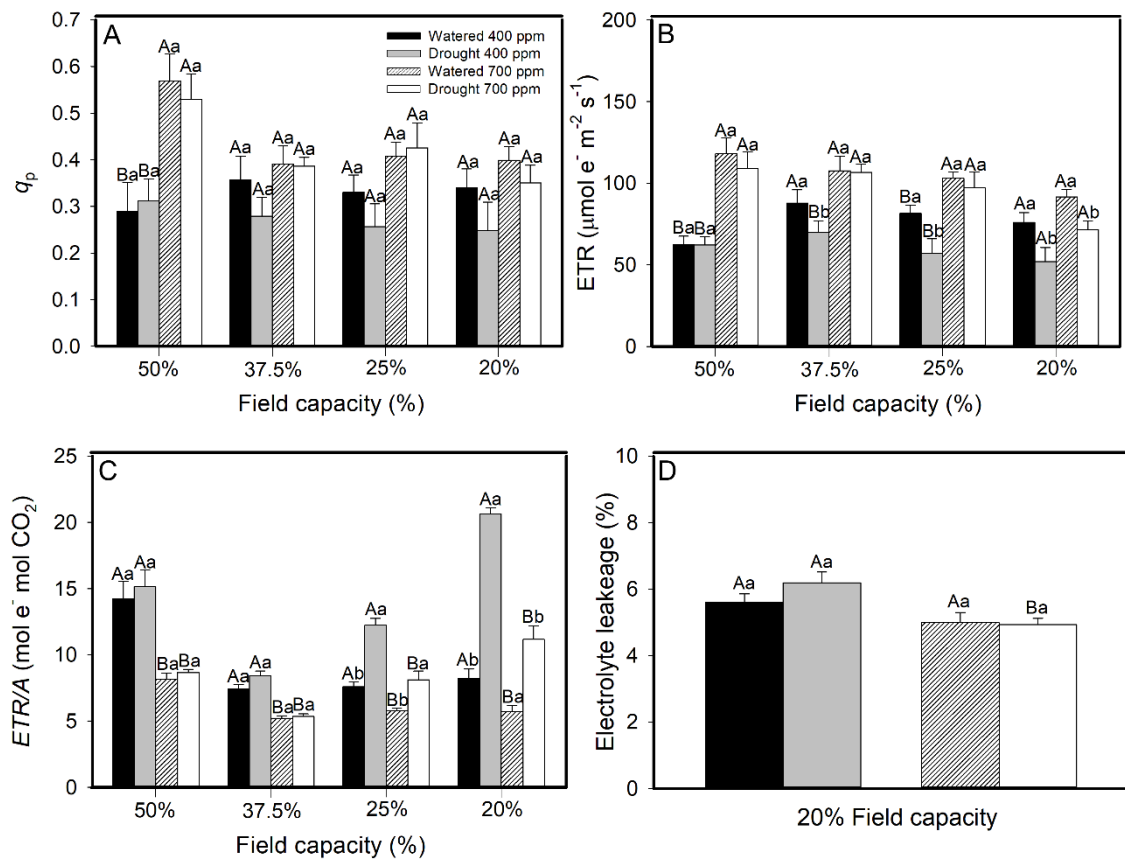 A
Watered 400 ppm
Drought 400 ppm
Watered 700 ppm
Drought 700 ppm
0.7
0.6
0.5
0.4
0.3
0.2
0.1
0.0
qp
Ba Ba Aa Aa
Aa Aa Aa Aa
Aa Aa Aa Aa
Aa Aa Aa Aa
50% 37.5% 25% 20%
Field capacity (%)
B
200
150
100
50
0
ETR (µmol e⁻ m⁻² s⁻¹)
Ba Ba Aa Aa
Aa Bb Aa Aa
Ba Bb Aa Aa
Aa Ab Aa Ab
50% 37.5% 25% 20%
Field capacity (%)
C
25
20
15
10
5
0
ETR/A (mol e⁻ mol CO₂)
Aa Aa Ba Ba
Aa Aa Ba Ba
Ab Aa Bb Ba
Ab Aa Ba Bb
50% 37.5% 25% 20%
Field capacity (%)
D
10
8
6
4
2
0
Electrolyte leakeage (%)
Aa Aa Aa Ba
20% Field capacity